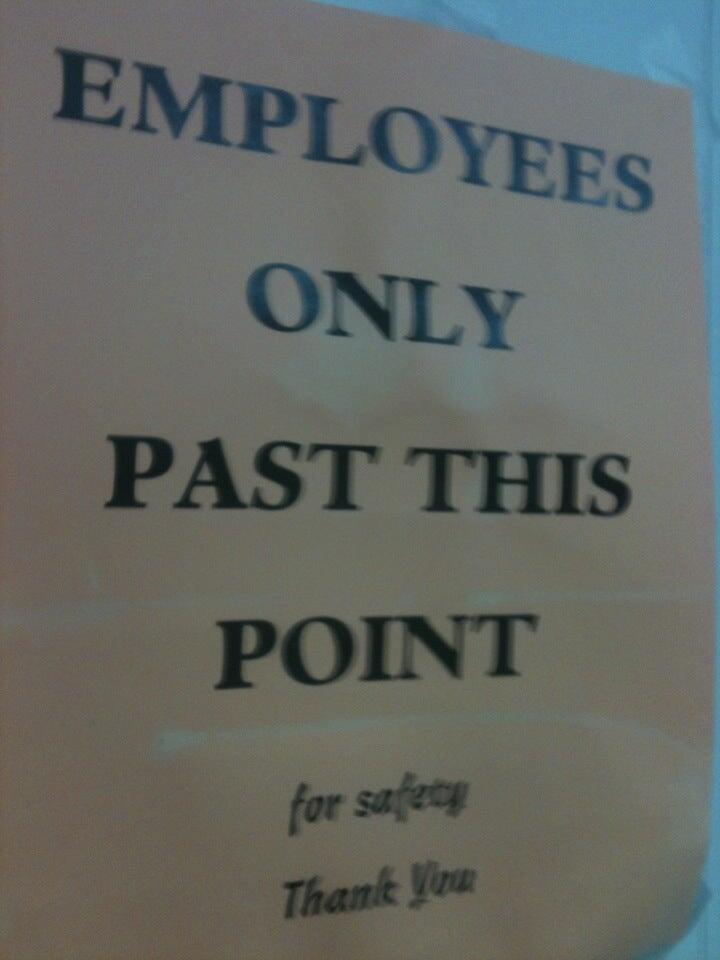 EMPLOYEES
ONLY
PAST THIS
POINT
for safety
Thank You